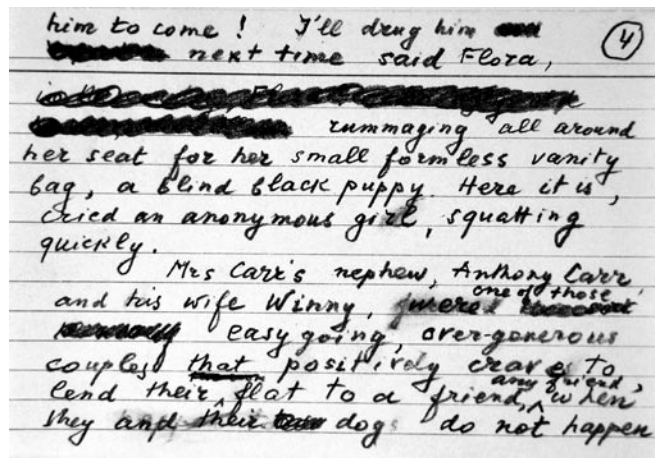 him to come! I'll drug him
next time said Flora, 4
rummaging all around
her seat for her small formless vanity
bag, a blind black puppy. Here it is,
cried an anonymous girl, squatting
quickly.
Mrs Carr's nephew, Anthony Carr
and his wife Winny, were one of those
easygoing, over-generous
couples that positively crave to
lend their flat to a friend, any friend, when
they and their dog do not happen